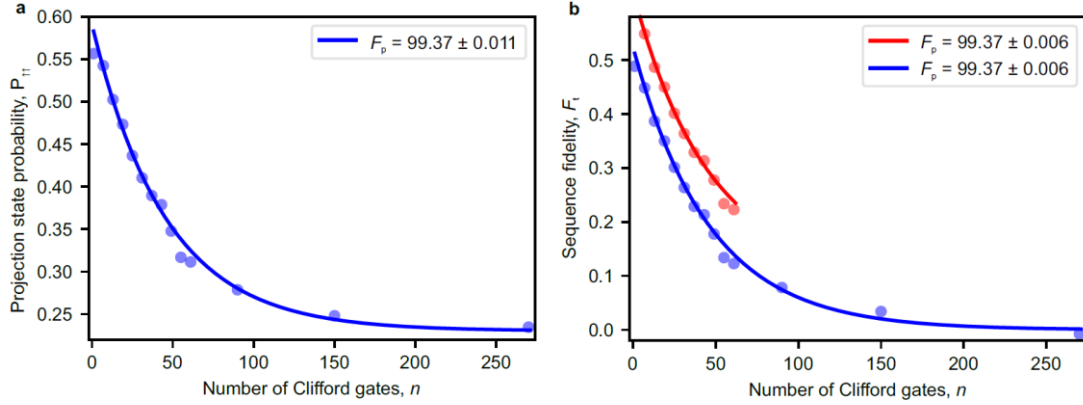 a
0.60
0.55
0.50
0.45
0.40
0.35
0.30
0.25
Projection state probability, P↑↑
Fp = 99.37 ± 0.011
0 50 100 150 200 250
Number of Clifford gates, n
b
0.5
0.4
0.3
0.2
0.1
0.0
Sequence fidelity, Ft
Fp = 99.37 ± 0.006
Fp = 99.37 ± 0.006
0 50 100 150 200 250
Number of Clifford gates, n